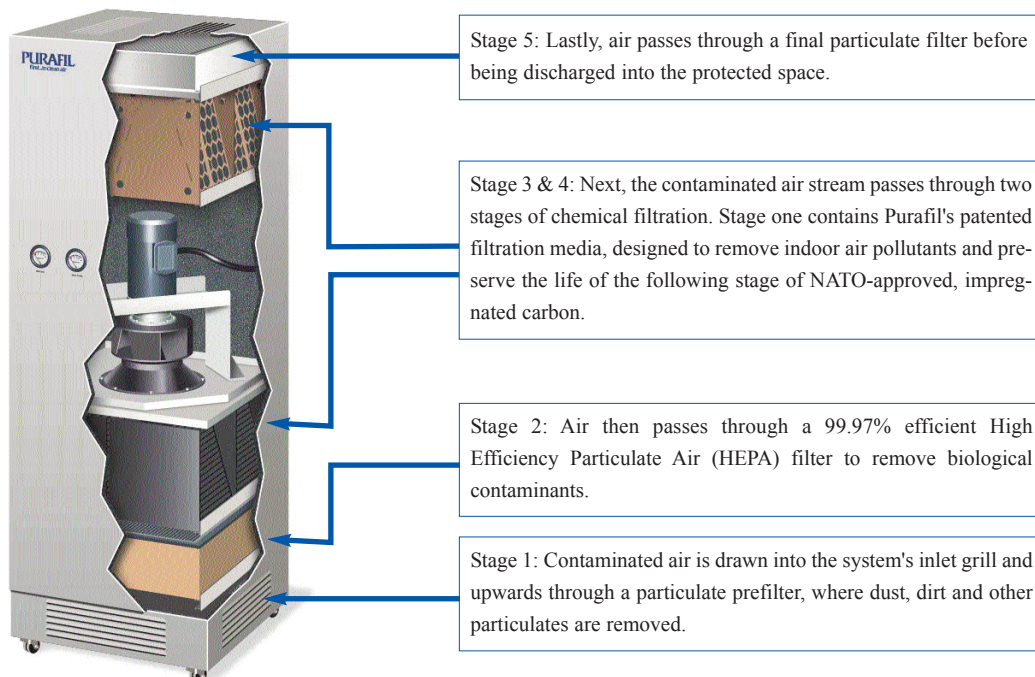 PURAFIL
First...in clean air
Stage 5: Lastly, air passes through a final particulate filter before
being discharged into the protected space.
Stage 3 & 4: Next, the contaminated air stream passes through two
stages of chemical filtration. Stage one contains Purafil's patented
filtration media, designed to remove indoor air pollutants and pre-
serve the life of the following stage of NATO-approved, impreg-
nated carbon.
Stage 2: Air then passes through a 99.97% efficient High
Efficiency Particulate Air (HEPA) filter to remove biological
contaminants.
Stage 1: Contaminated air is drawn into the system's inlet grill and
upwards through a particulate prefilter, where dust, dirt and other
particulates are removed.